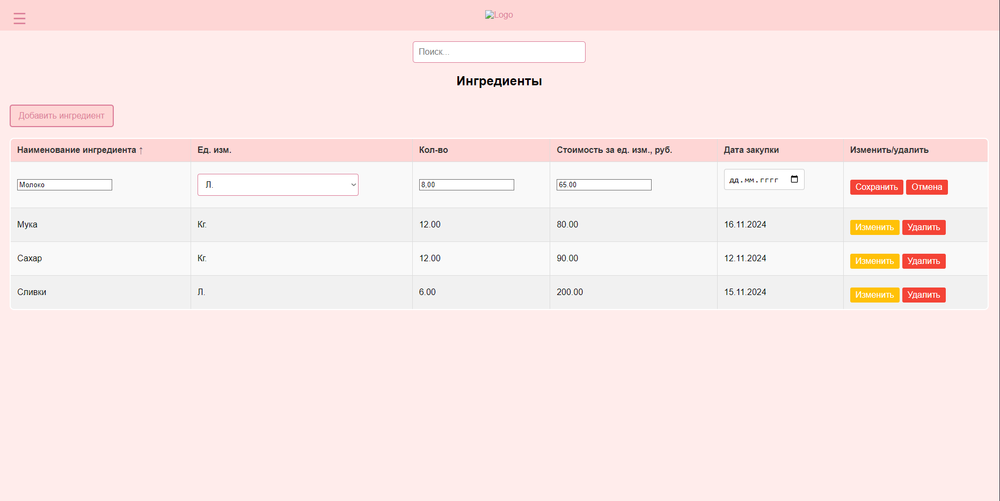 ☰
Logo
Поиск...
Ингредиенты
Добавить ингредиент
Наименование ингредиента ↑ Ед. изм. Кол-во Стоимость за ед. изм., руб. Дата закупки Изменить/удалить
Молоко Л. 8,00 65.00 дд.мм.гггг Сохранить Отмена
Мука Кг. 12.00 80.00 16.11.2024 Изменить Удалить
Сахар Кг. 12.00 90.00 12.11.2024 Изменить Удалить
Сливки Л. 6.00 200.00 15.11.2024 Изменить Удалить